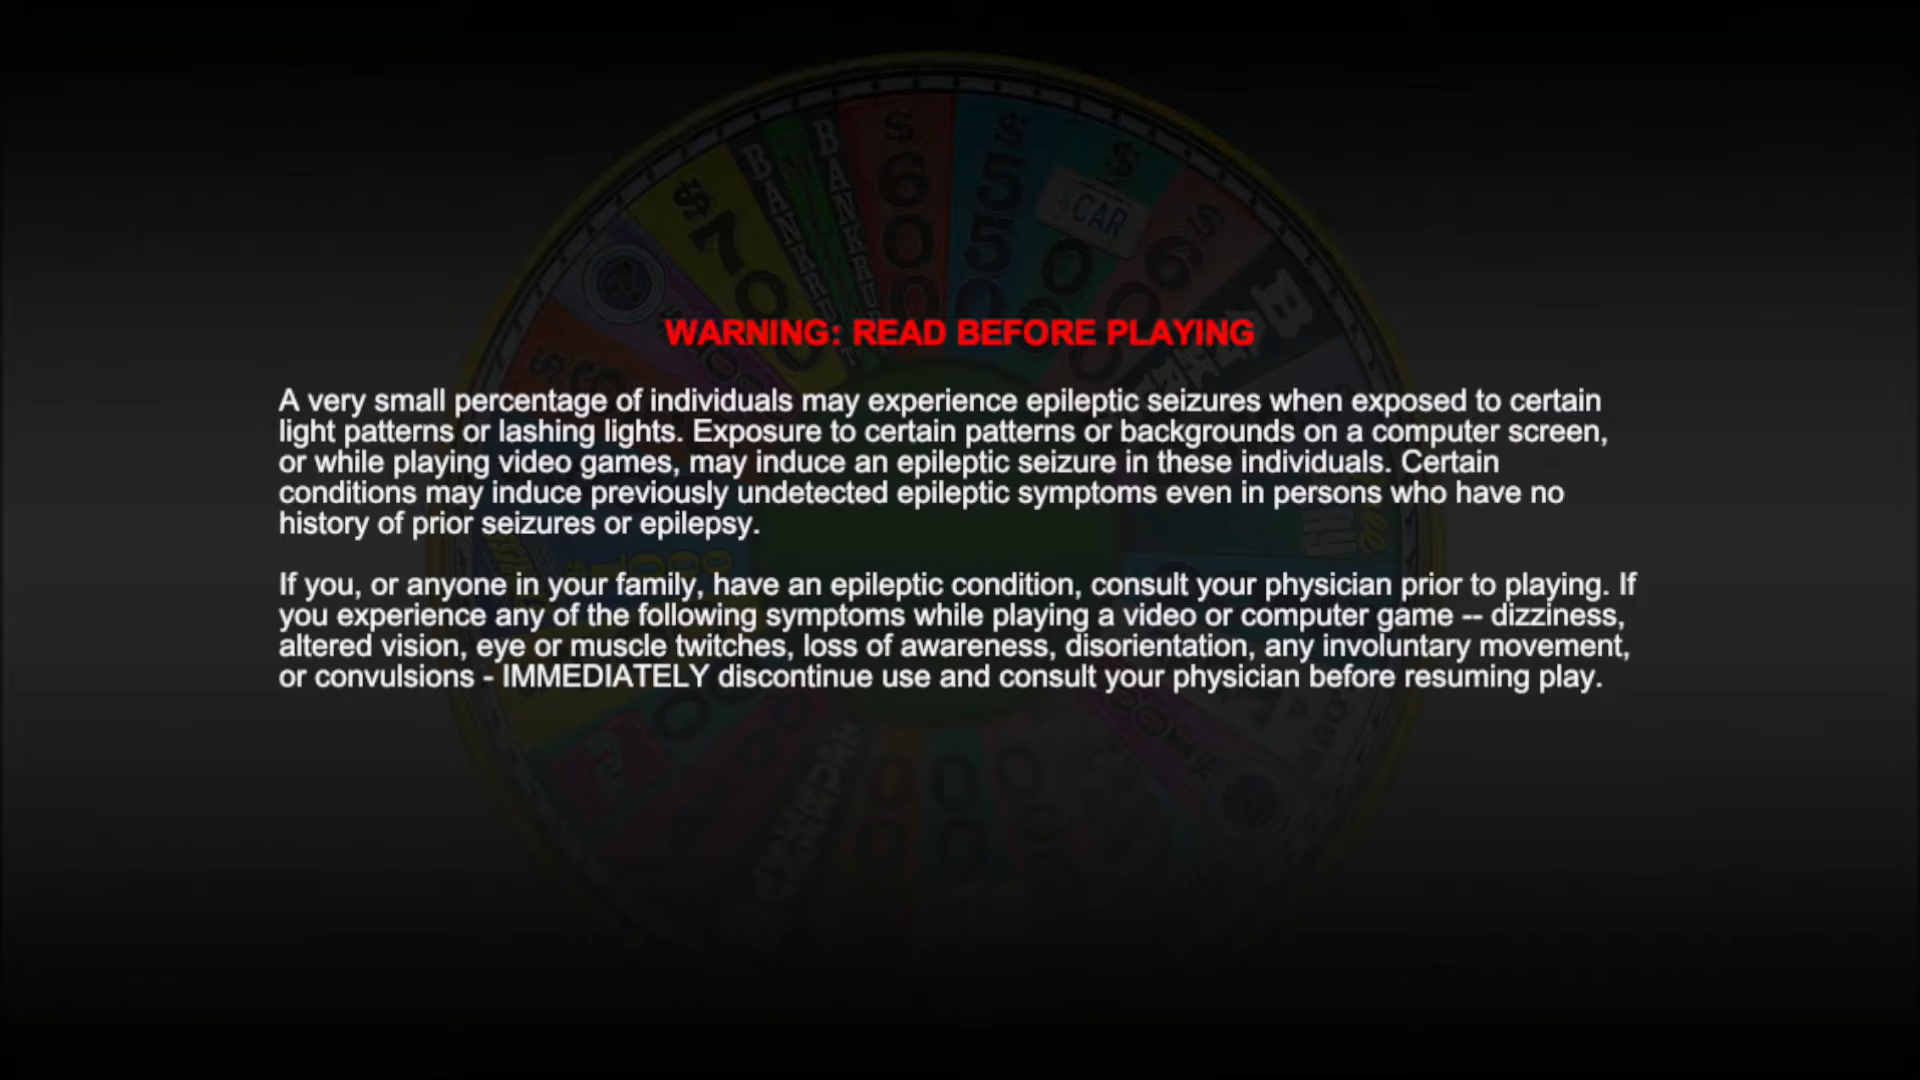 WARNING: READ BEFORE PLAYING
A very small percentage of individuals may experience epileptic seizures when exposed to certain
light patterns or lashing lights. Exposure to certain patterns or backgrounds on a computer screen,
or while playing video games, may induce an epileptic seizure in these individuals. Certain
conditions may induce previously undetected epileptic symptoms even in persons who have no
history of prior seizures or epilepsy.
If you, or anyone in your family, have an epileptic condition, consult your physician prior to playing. If
you experience any of the following symptoms while playing a video or computer game -- dizziness,
altered vision, eye or muscle twitches, loss of awareness, disorientation, any involuntary movement,
or convulsions - IMMEDIATELY discontinue use and consult your physician before resuming play.
$700
BANKRUPT
BANKRUPT
$600
$550
CAR